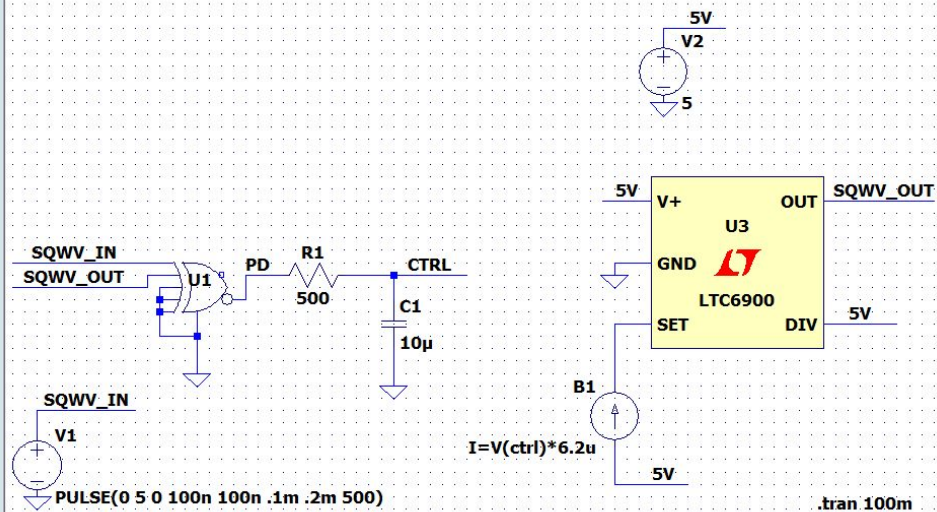 5V
V2
5
5V
V+
OUT
SQWV_OUT
U3
GND
LTC6900
SET
DIV
5V
SQWV_IN
SQWV_OUT
U1
PD
R1
500
CTRL
C1
10µ
B1
I=V(ctrl)*6.2u
5V
SQWV_IN
V1
PULSE(0 5 0 100n 100n .1m .2m 500)
.tran 100m